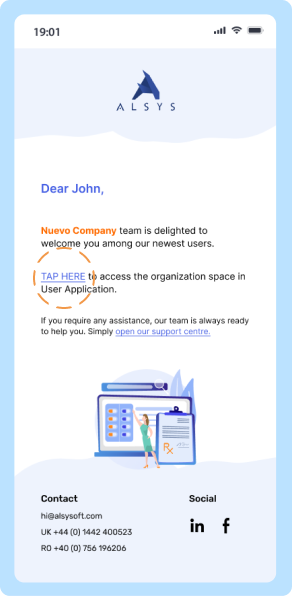 19:01
ALSYS
Dear John,
Nuevo Company team is delighted to
welcome you among our newest users.
TAP HERE to access the organization space in
User Application.
If you require any assistance, our team is always ready
to help you. Simply open our support centre.
Rx
Contact
Social
hi@alsysoft.com
UK +44 (0) 1442 400523
RO +40 (0) 756 196206
in f